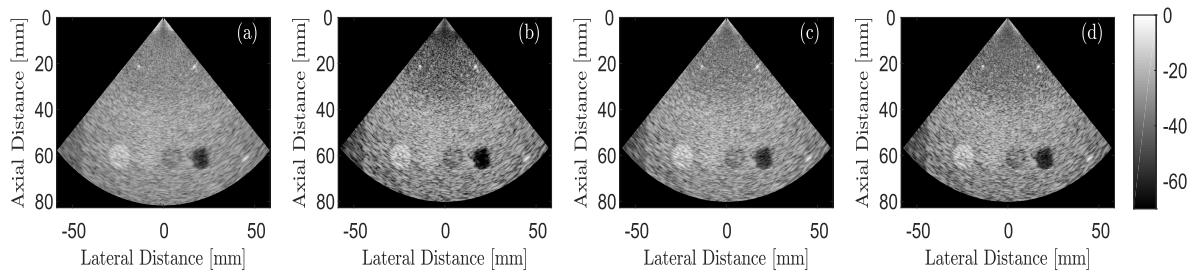 0 (a) 0 (b) 0 (c) 0 (d) 0
20 20 20 20 -20
40 40 40 40 -40
60 60 60 60 -60
80 80 80 80
Axial Distance [mm] Axial Distance [mm] Axial Distance [mm] Axial Distance [mm]
-50 0 50 -50 0 50 -50 0 50 -50 0 50
Lateral Distance [mm] Lateral Distance [mm] Lateral Distance [mm] Lateral Distance [mm]